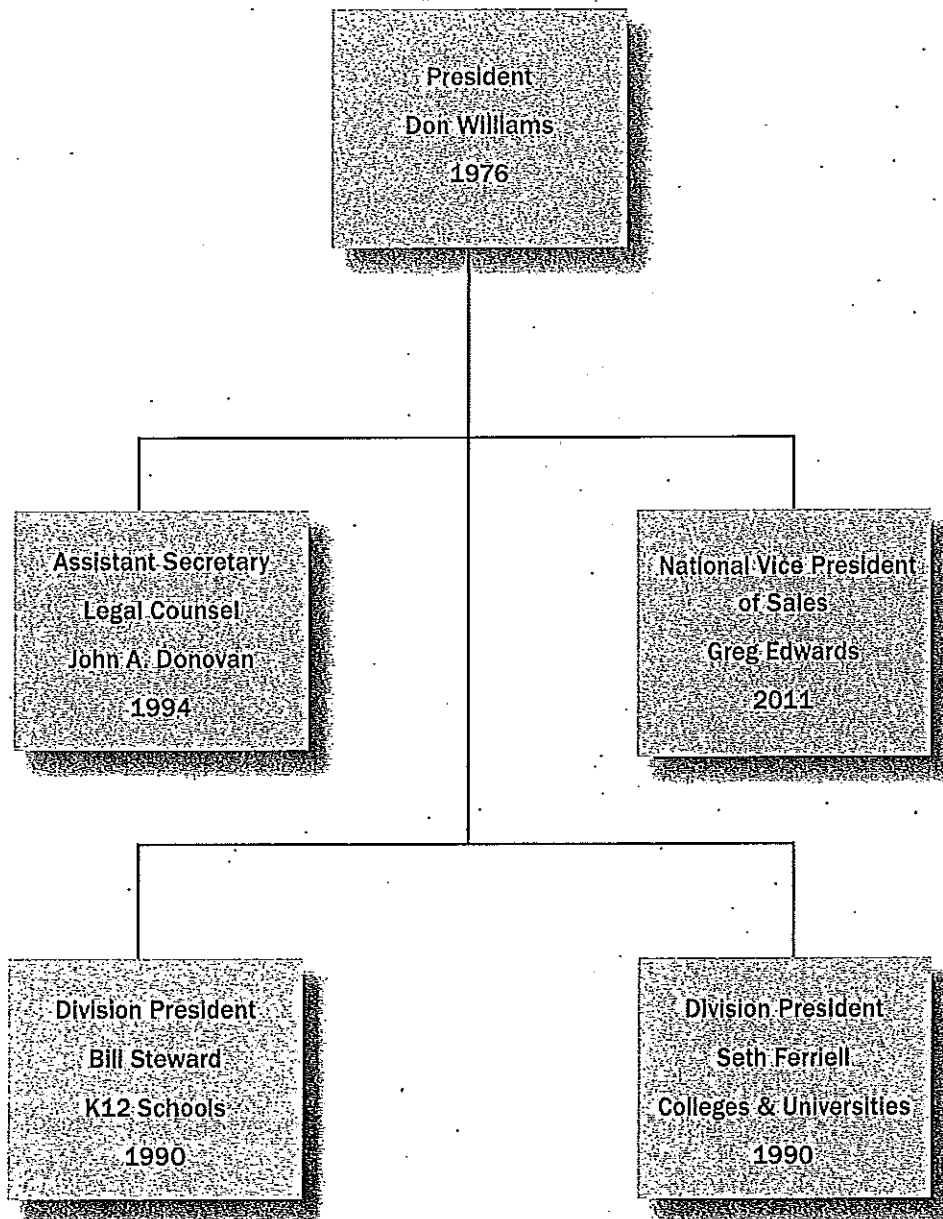 President
Don Williams
1976
Assistant Secretary
Legal Counsel
John A. Donovan
1994
National Vice President
of Sales
Greg Edwards
2011
Division President
Bill Steward
K12 Schools
1990
Division President
Seth Ferriell
Colleges & Universities
1990